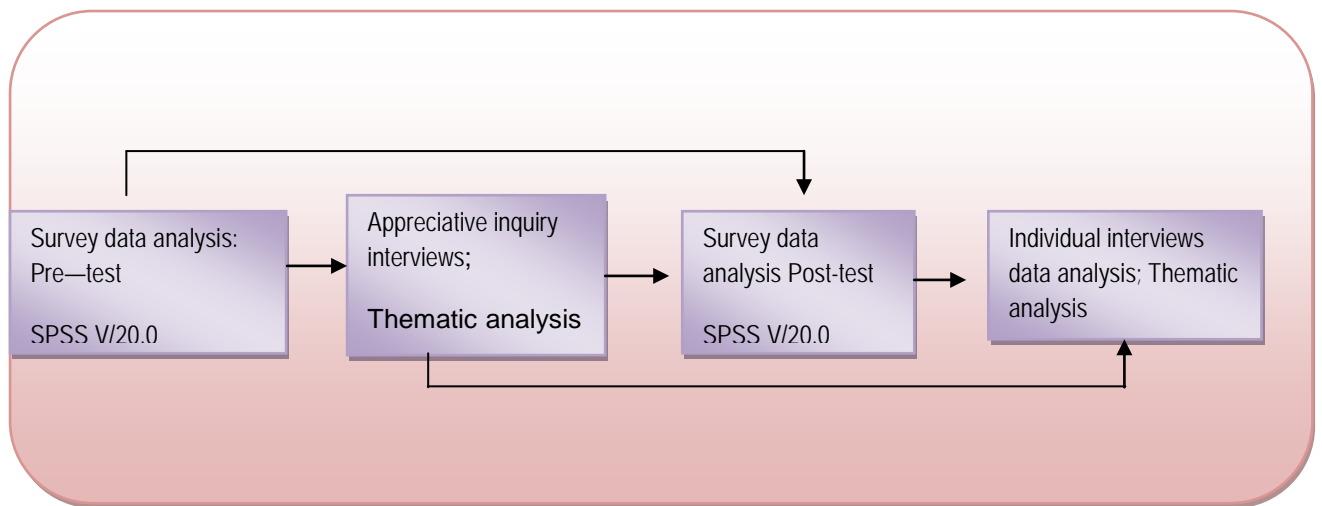 Survey data analysis:
Pre—test
SPSS V/20.0
Appreciative inquiry
interviews;
Thematic analysis
Survey data
analysis Post-test
SPSS V/20.0
Individual interviews
data analysis; Thematic
analysis